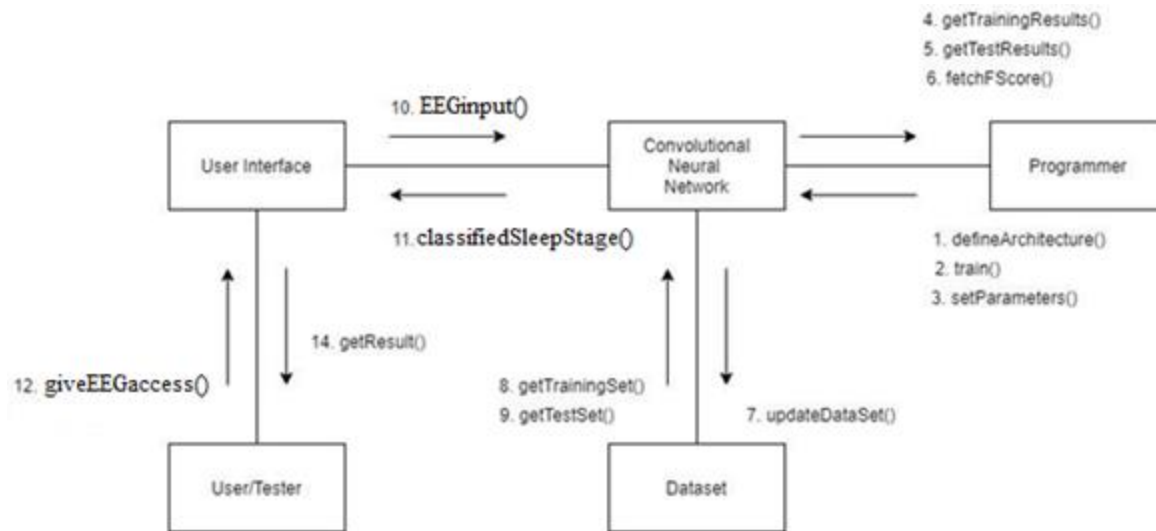 4. getTrainingResults()
5. getTestResults()
6. fetchFScore()
10. EEGinput()
User Interface
Convolutional
Neural
Network
Programmer
11. classifiedSleepStage()
1. defineArchitecture()
2. train()
3. setParameters()
14. getResult()
12. giveEEGaccess()
8. getTrainingSet()
9. getTestSet()
7. updateDataSet()
User/Tester
Dataset